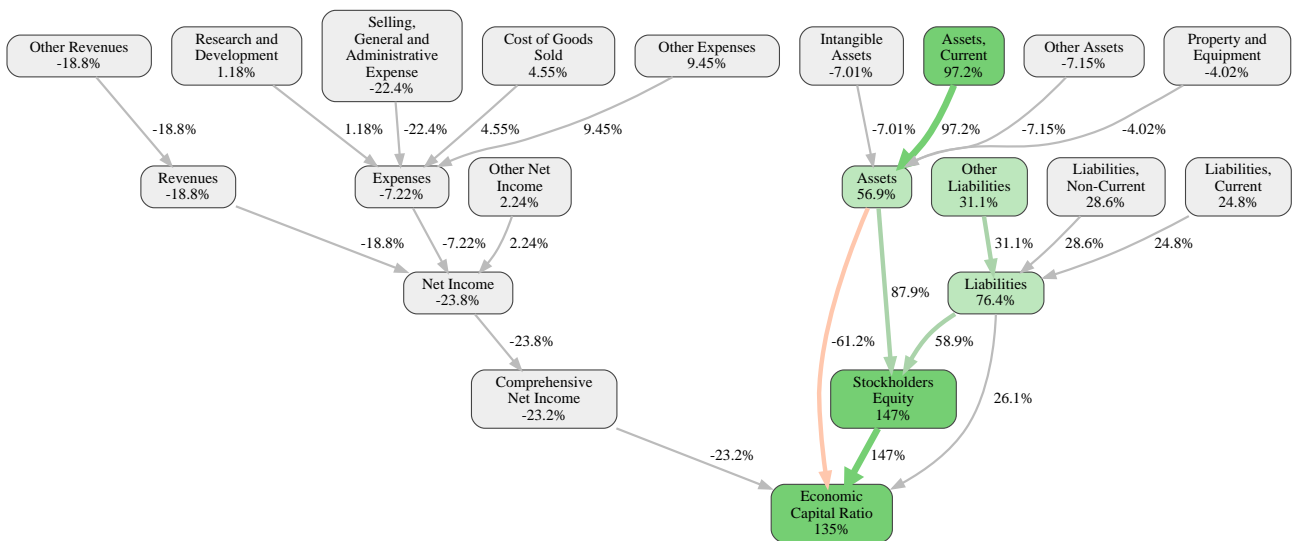 Other Revenues
-18.8%
Research and
Development
1.18%
Selling,
General and
Administrative
Expense
-22.4%
Cost of Goods
Sold
4.55%
Other Expenses
9.45%
Intangible
Assets
-7.01%
Assets,
Current
97.2%
Other Assets
-7.15%
Property and
Equipment
-4.02%
-18.8%
1.18%
-22.4%
4.55%
9.45%
-7.01%
97.2%
-7.15%
-4.02%
Revenues
-18.8%
Expenses
-7.22%
Other Net
Income
2.24%
Assets
56.9%
Other
Liabilities
31.1%
Liabilities,
Non-Current
28.6%
Liabilities,
Current
24.8%
-18.8%
-7.22%
2.24%
31.1%
28.6%
24.8%
Net Income
-23.8%
87.9%
Liabilities
76.4%
-23.8%
-61.2%
58.9%
Comprehensive
Net Income
-23.2%
Stockholders
Equity
147%
26.1%
-23.2%
147%
Economic
Capital Ratio
135%